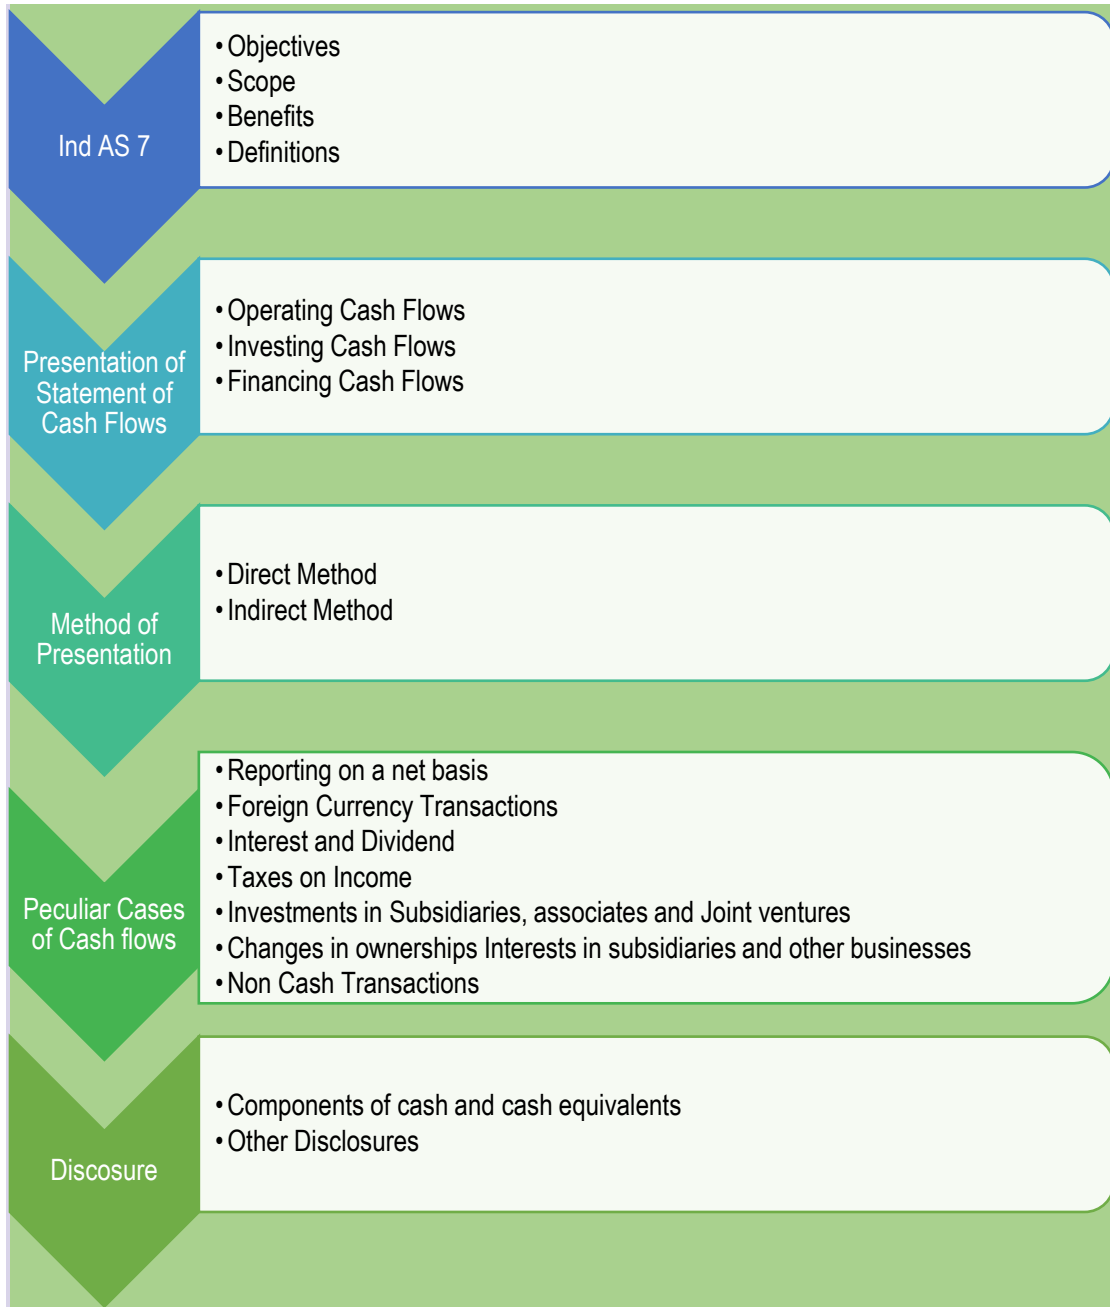 Ind AS 7
• Objectives
• Scope
• Benefits
• Definitions
Presentation of
Statement of
Cash Flows
• Operating Cash Flows
• Investing Cash Flows
• Financing Cash Flows
Method of
Presentation
• Direct Method
• Indirect Method
Peculiar Cases
of Cash flows
• Reporting on a net basis
• Foreign Currency Transactions
• Interest and Dividend
• Taxes on Income
• Investments in Subsidiaries, associates and Joint ventures
• Changes in ownerships Interests in subsidiaries and other businesses
• Non Cash Transactions
Discosure
• Components of cash and cash equivalents
• Other Disclosures